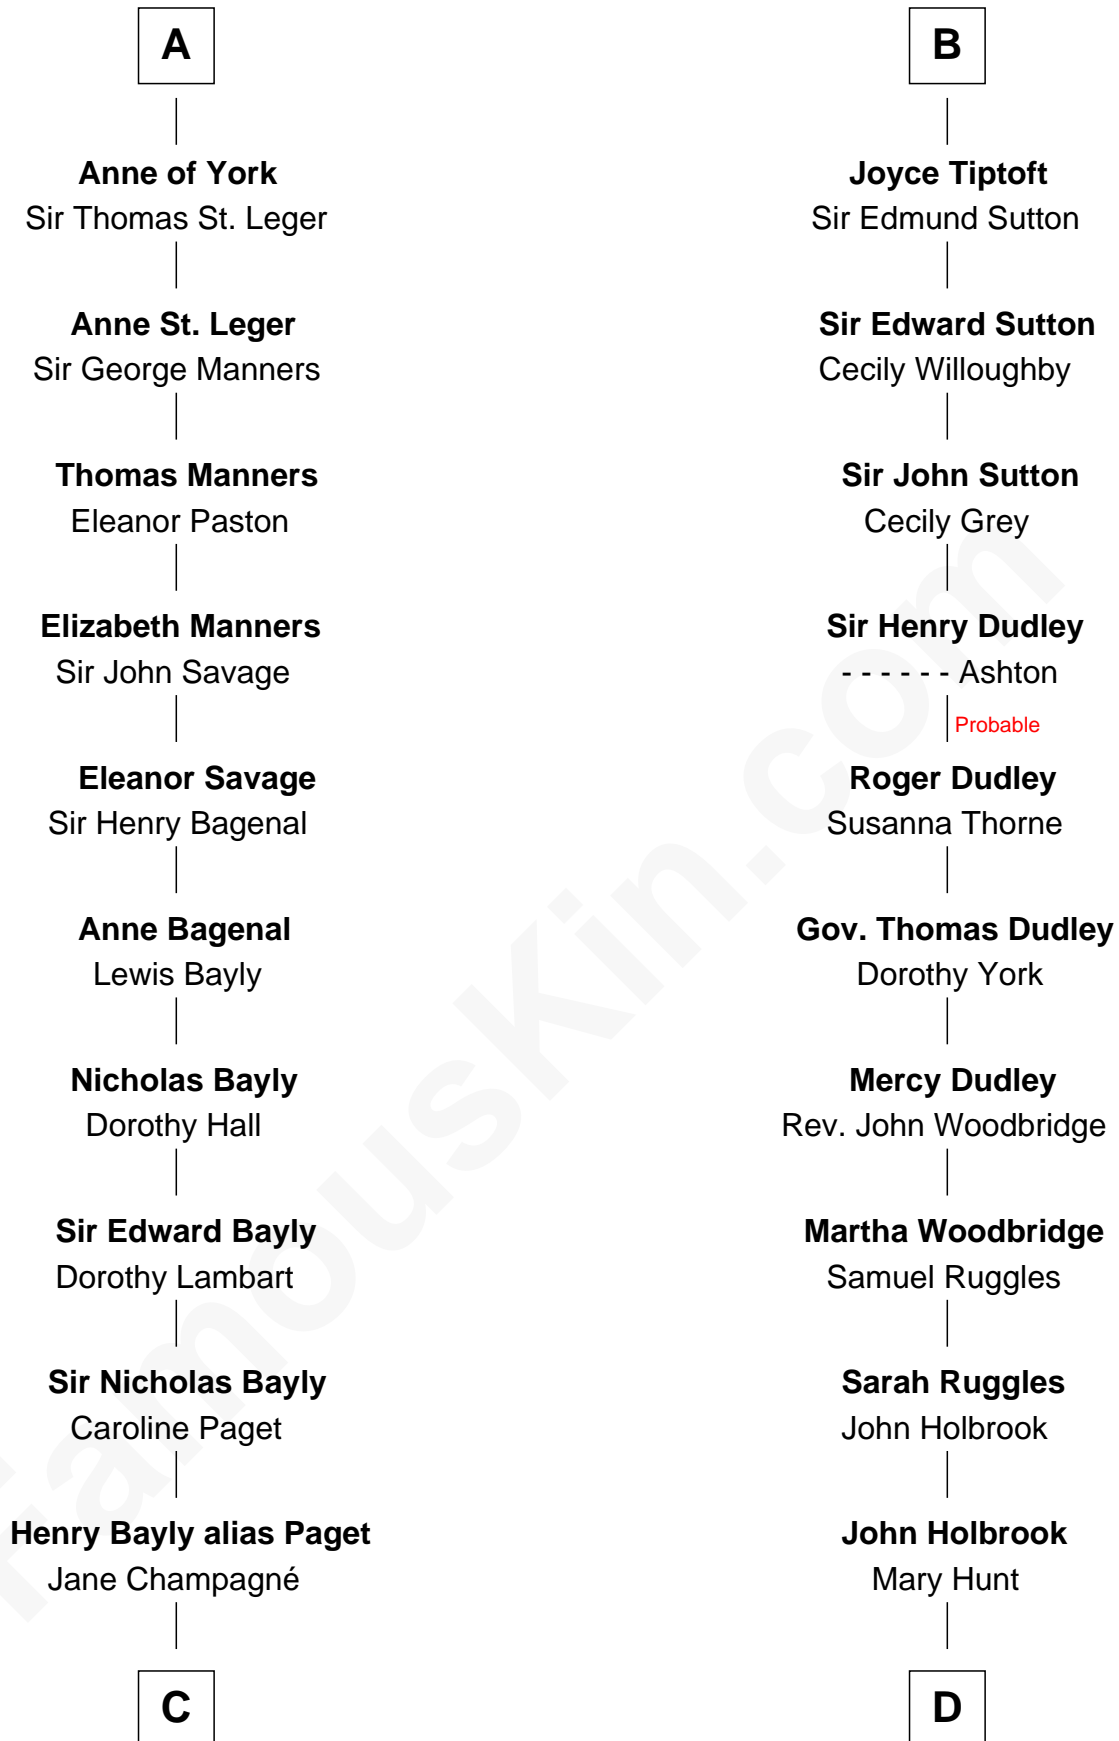 A
Anne of York
Sir Thomas St. Leger
Anne St. Leger
Sir George Manners
Thomas Manners
Eleanor Paston
Elizabeth Manners
Sir John Savage
Eleanor Savage
Sir Henry Bagenal
Anne Bagenal
Lewis Bayly
Nicholas Bayly
Dorothy Hall
Sir Edward Bayly
Dorothy Lambart
Sir Nicholas Bayly
Caroline Paget
Henry Bayly alias Paget
Jane Champagné
C
B
Joyce Tiptoft
Sir Edmund Sutton
Sir Edward Sutton
Cecily Willoughby
Sir John Sutton
Cecily Grey
Sir Henry Dudley
- - - - - - Ashton
Probable
Roger Dudley
Susanna Thorne
Gov. Thomas Dudley
Dorothy York
Mercy Dudley
Rev. John Woodbridge
Martha Woodbridge
Samuel Ruggles
Sarah Ruggles
John Holbrook
John Holbrook
Mary Hunt
D
FamousKin.com